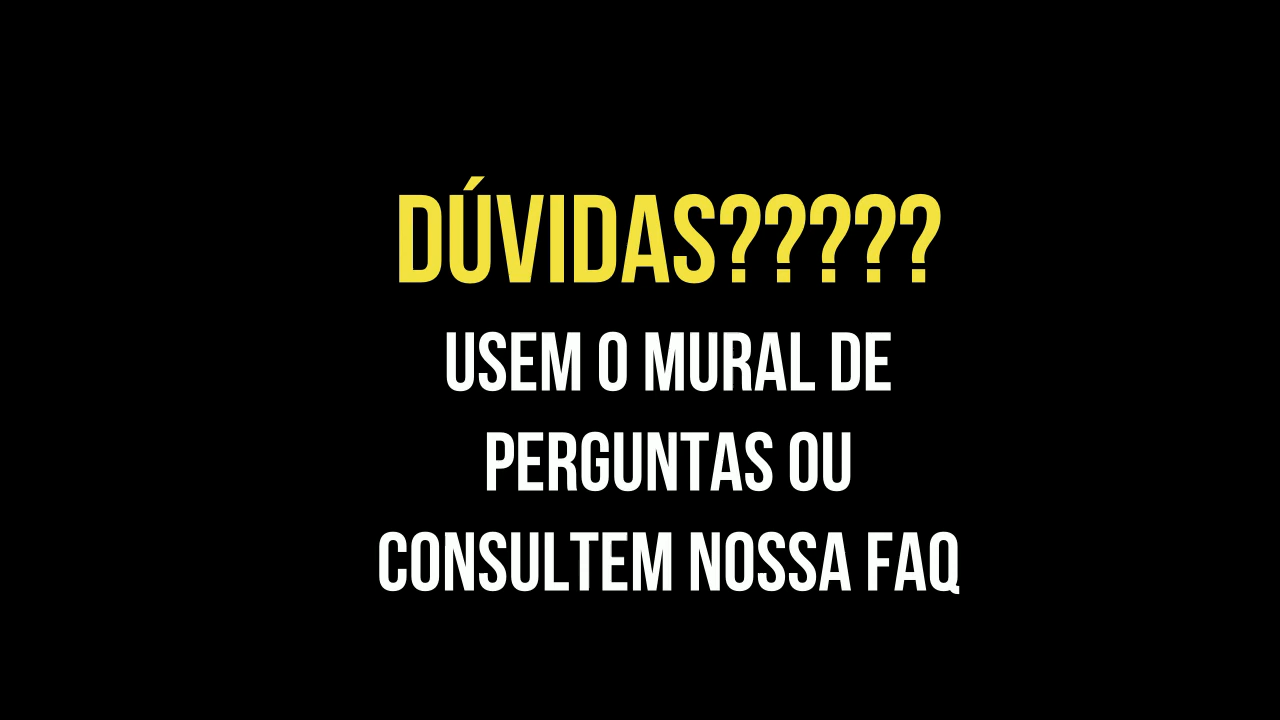 DÚVIDAS?????
USEM O MURAL DE
PERGUNTAS OU
CONSULTEM NOSSA FAQ